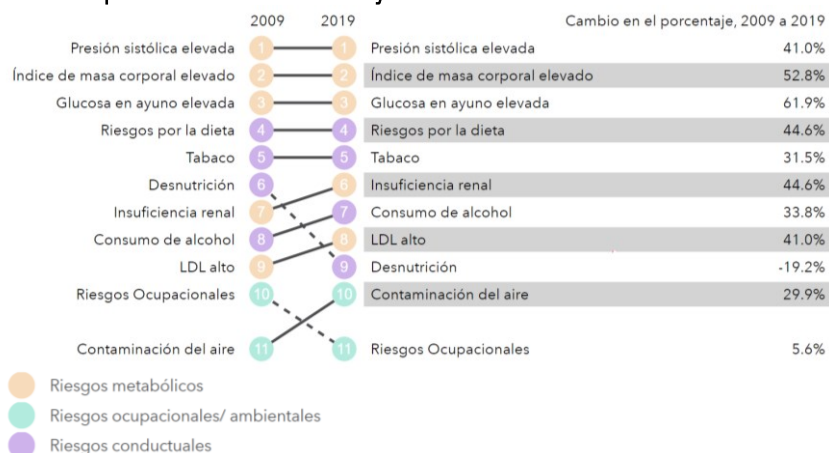 2009 2019 Cambio en el porcentaje, 2009 a 2019
Presión sistólica elevada 1 1 Presión sistólica elevada 41.0%
Índice de masa corporal elevado 2 2 Índice de masa corporal elevado 52.8%
Glucosa en ayuno elevada 3 3 Glucosa en ayuno elevada 61.9%
Riesgos por la dieta 4 4 Riesgos por la dieta 44.6%
Tabaco 5 5 Tabaco 31.5%
Desnutrición 6 6 Insuficiencia renal 44.6%
Insuficiencia renal 7 7 Consumo de alcohol 33.8%
Consumo de alcohol 8 8 LDL alto 41.0%
LDL alto 9 9 Desnutrición -19.2%
Riesgos Ocupacionales 10 10 Contaminación del aire 29.9%
Contaminación del aire 11 11 Riesgos Ocupacionales 5.6%
Riesgos metabólicos
Riesgos ocupacionales/ ambientales
Riesgos conductuales